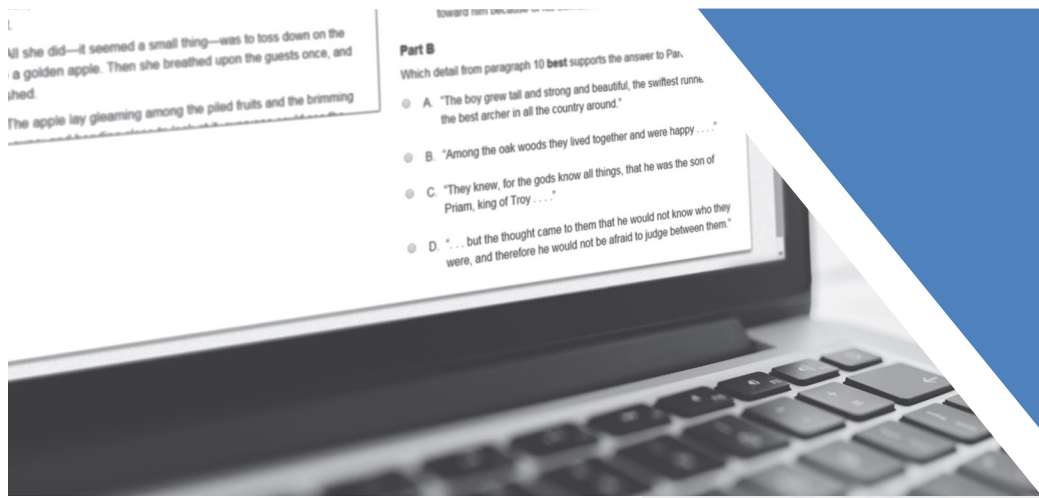 l.
All she did—it seemed a small thing—was to toss down on the
a golden apple. Then she breathed upon the guests once, and
shed.
The apple lay gleaming among the piled fruits and the brimming
toward him because of his
Part B
Which detail from paragraph 10 best supports the answer to Par
A. "The boy grew tall and strong and beautiful, the swiftest runne
the best archer in all the country around."
B. "Among the oak woods they lived together and were happy . . . ."
C. "They knew, for the gods know all things, that he was the son of
Priam, king of Troy . . . ."
D. ". . . but the thought came to them that he would not know who they
were, and therefore he would not be afraid to judge between them."